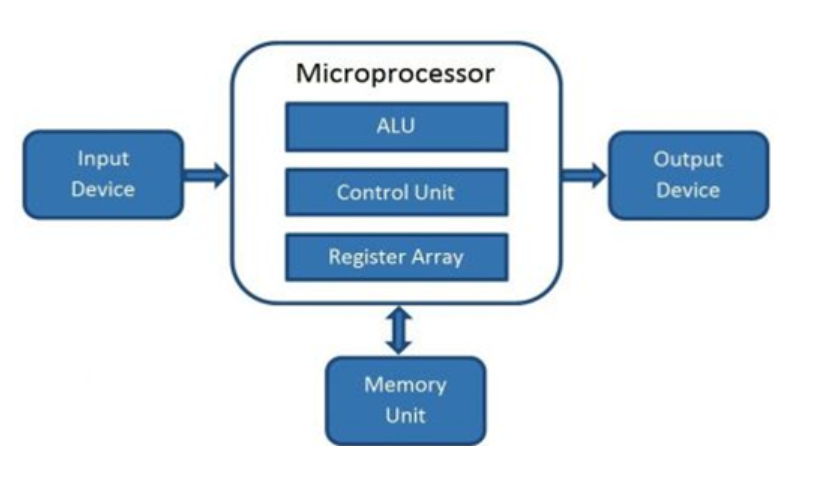 Microprocessor
ALU
Input
Device
Control Unit
Output
Device
Register Array
Memory
Unit